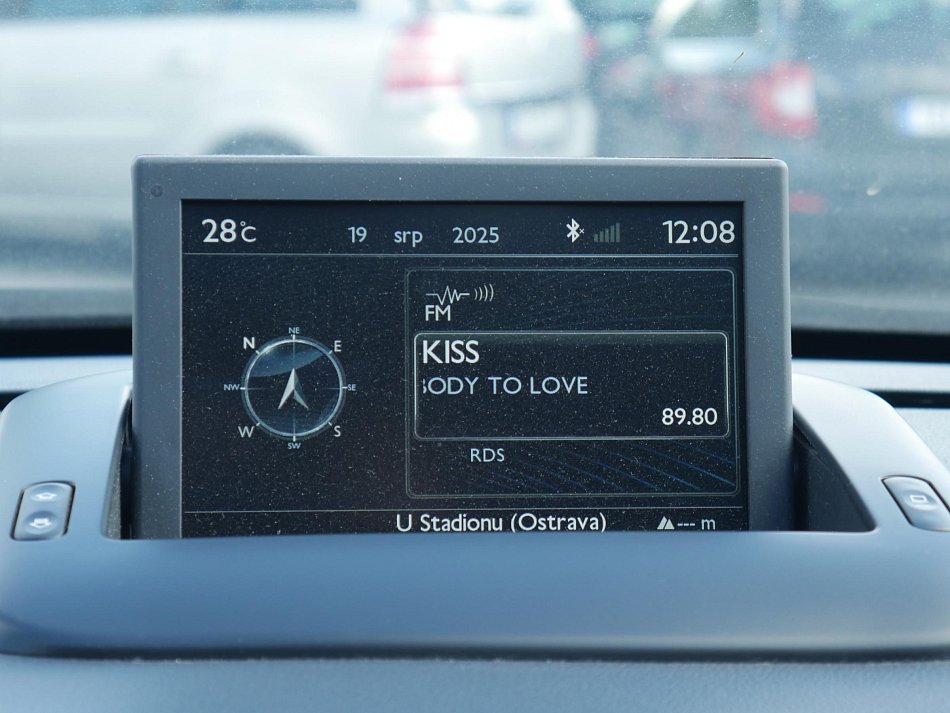 28°C 19 srp 2025 12:08
FM
KISS
BODY TO LOVE
89.80
RDS
N NE E
NW SE
W SW S
U Stadionu (Ostrava) --- m